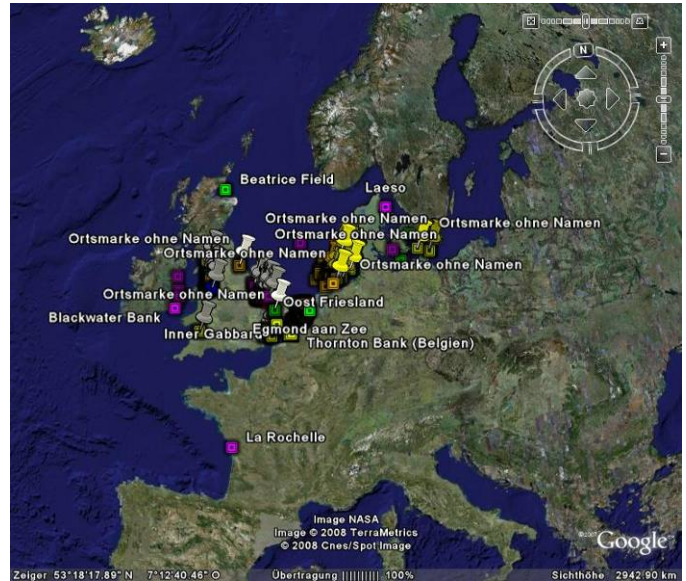 N
Beatrice Field
Laeso
Ortsmarke ohne Namen
Ortsmarke ohne Namen
Ortsmarke ohne Namen
Ortsmarke ohne Namen
Ortsmarke ohne Namen
Ortsmarke ohne Namen
Ortsmarke ohne Namen
Oost Friesland
Blackwater Bank
Inner Gabbard
Egmond aan Zee
Thornton Bank (Belgien)
La Rochelle
Image NASA
Image © 2008 TerraMetrics
© 2008 Cnes/Spot Image
Google
Zeiger 53°18'17.89" N 7°12'40.46" O
Übertragung |||||||||| 100%
Sichthöhe 2942.90 km